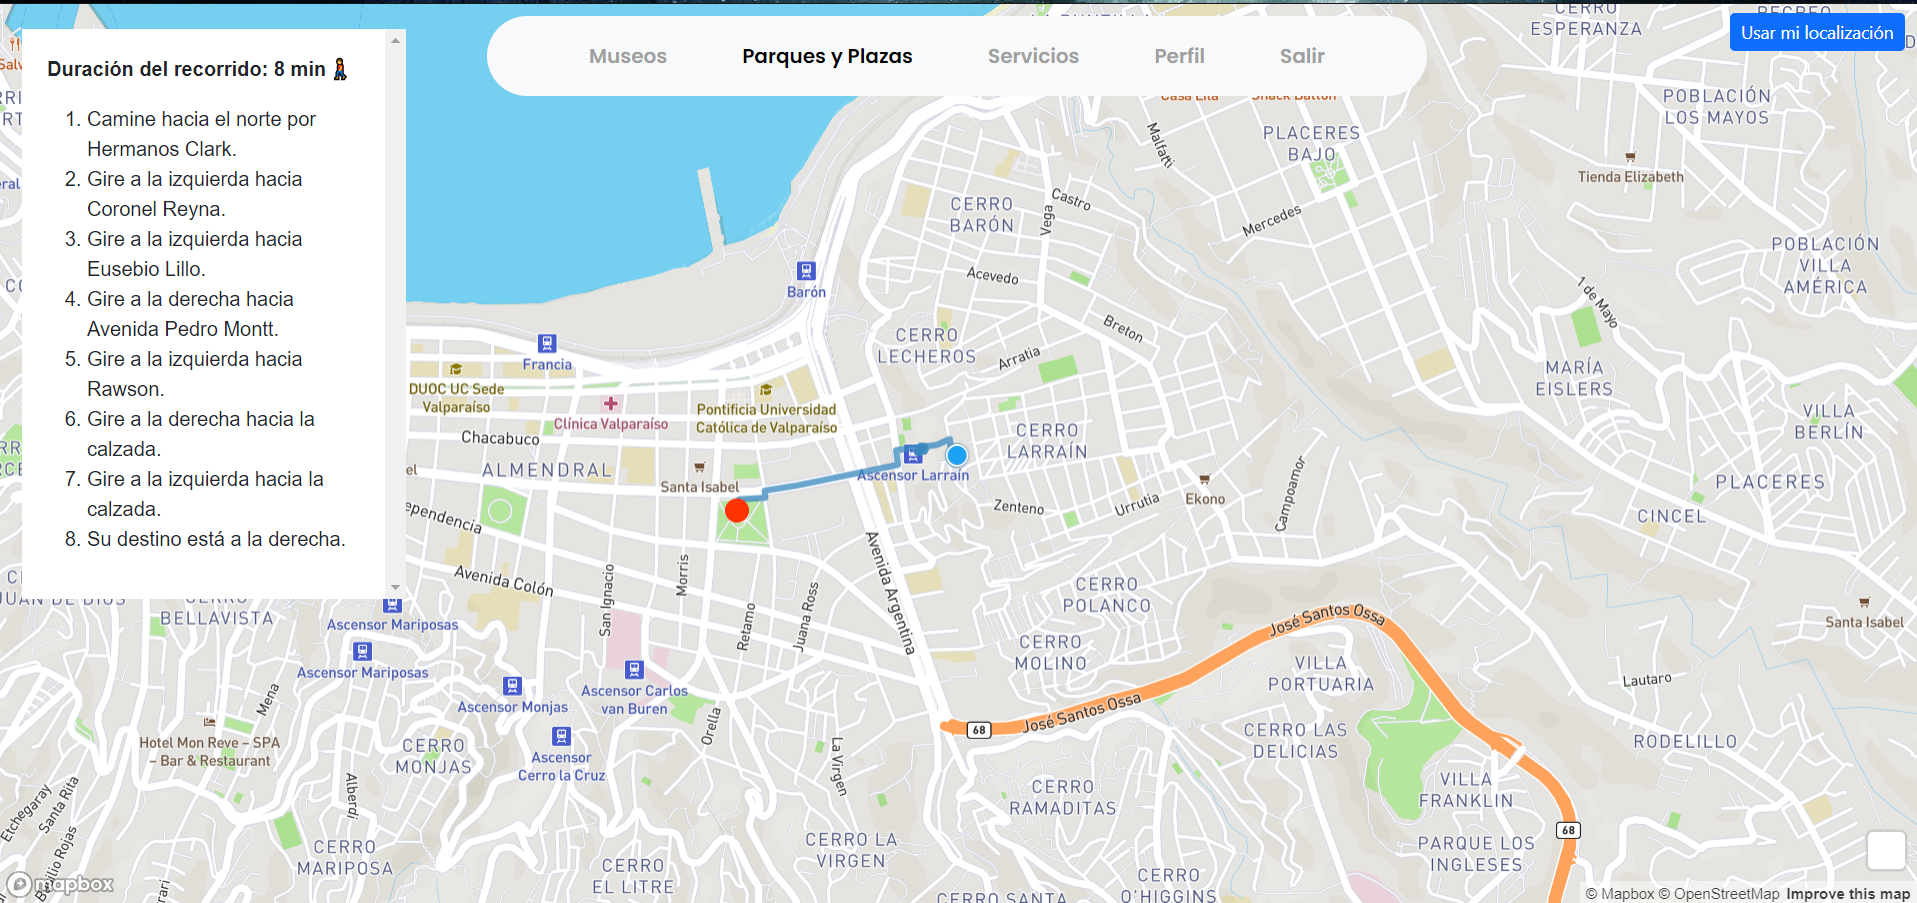 Duración del recorrido: 8 min
1. Camine hacia el norte por
Hermanos Clark.
2. Gire a la izquierda hacia
Coronel Reyna.
3. Gire a la izquierda hacia
Eusebio Lillo.
4. Gire a la derecha hacia
Avenida Pedro Montt.
5. Gire a la izquierda hacia
Rawson.
6. Gire a la derecha hacia la
calzada.
7. Gire a la izquierda hacia la
calzada.
8. Su destino está a la derecha.
Museos
Parques y Plazas
Servicios
Perfil
Salir
Usar mi localización
CERRO
ESPERANZA
POBLACIÓN
LOS MAYOS
PLACERES
BAJO
Malfatti
Tienda Elizabeth
Castro
Vega
Mercedes
CERRO
BARÓN
POBLACIÓN
VILLA
AMÉRICA
Acevedo
Barón
1 de Mayo
Breton
CERRO
LECHEROS
Arratia
Francia
MARÍA
EISLERS
DUOC UC Sede
Valparaíso
Clínica Valparaíso
Pontificia Universidad
Católica de Valparaíso
VILLA
BERLÍN
Chacabuco
CERRO
LARRAÍN
ALMENDRAL
Santa Isabel
Ascensor Larraín
Ekono
Campoamor
PLACERES
Zenteno
Urrutia
CINCEL
ependencia
Avenida Argentina
Avenida Colón
San Ignacio
Morris
Retamo
Juana Ross
CERRO
POLANCO
José Santos Ossa
Santa Isabel
JUAN DE DIOS
BELLAVISTA
Ascensor Mariposas
Ascensor Mariposas
CERRO
MOLINO
VILLA
PORTUARIA
Lautaro
Ascensor Monjas
Ascensor Carlos
van Buren
Mena
Orella
José Santos Ossa
68
CERRO LAS
DELICIAS
RODELILLO
Hotel Mon Reve – SPA
– Bar & Restaurant
CERRO
MONJAS
Ascensor
Cerro la Cruz
La Virgen
Alberdi
Etchegaray
Santa Rita
CERRO
RAMADITAS
VILLA
FRANKLIN
68
CERRO
MARIPOSA
CERRO LA
VIRGEN
PARQUE LOS
INGLESES
CERRO
EL LITRE
CERRO SANTA
CERRO
O'HIGGINS
Basilio Rojas
mapbox
© Mapbox © OpenStreetMap Improve this map